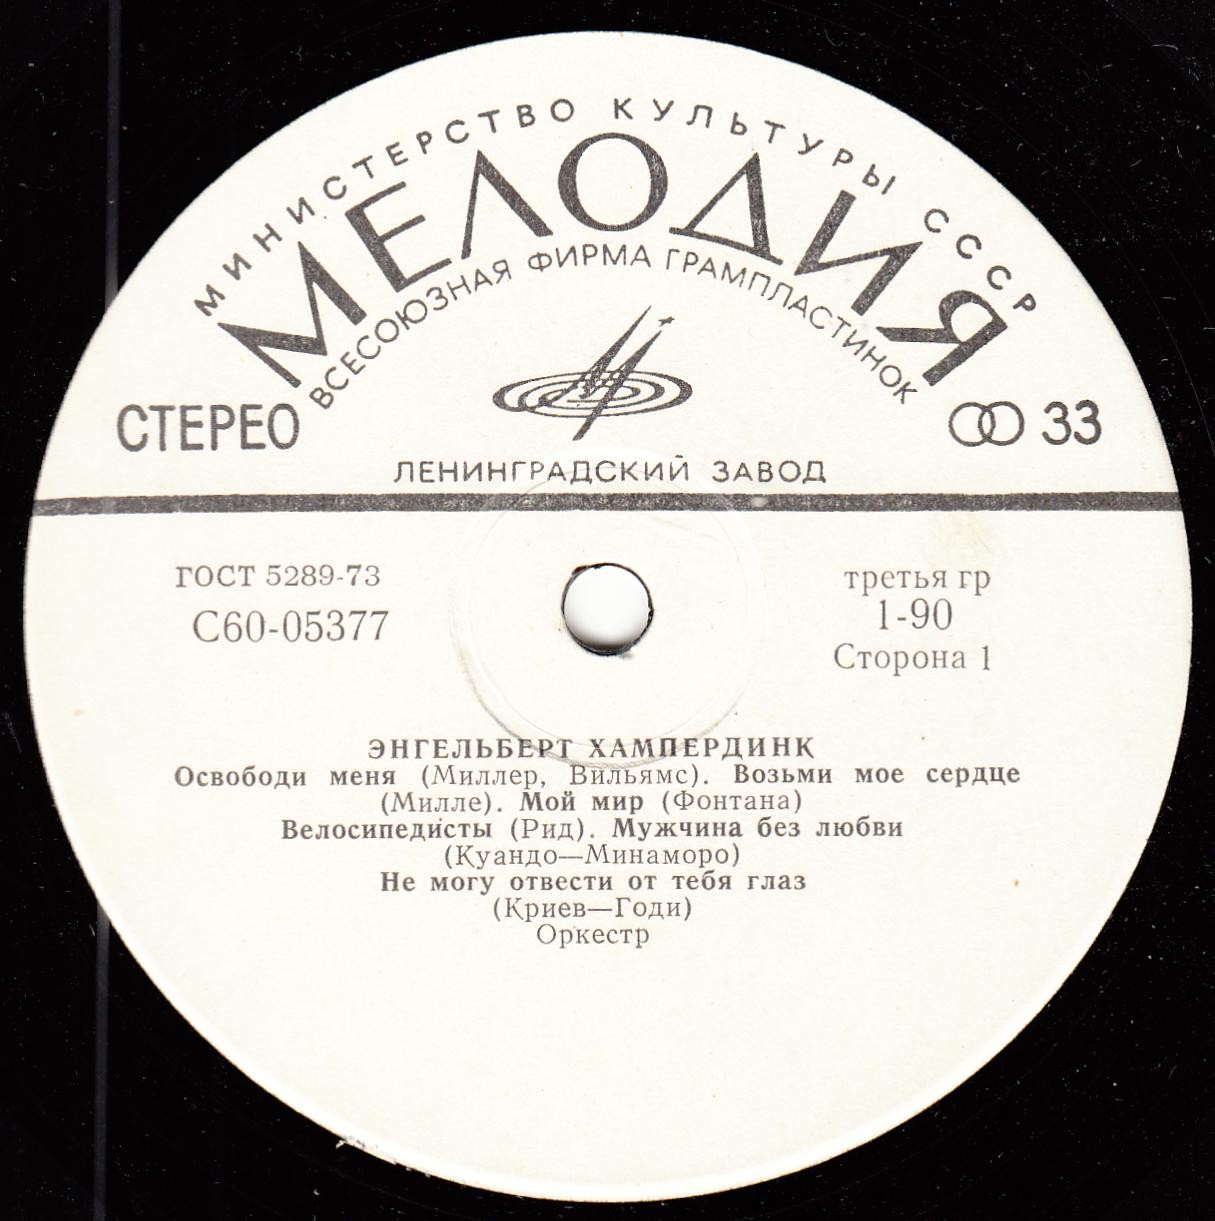 МИНИСТЕРСТВО КУЛЬТУРЫ СССР
МЕЛОДИЯ
ВСЕСОЮЗНАЯ ФИРМА ГРАМПЛАСТИНОК
СТЕРЕО
33
ЛЕНИНГРАДСКИЙ ЗАВОД
ГОСТ 5289-73
С60-05377
третья гр
1-90
Сторона 1
ЭНГЕЛЬБЕРТ ХАМПЕРДИНК
Освободи меня (Миллер, Вильямс). Возьми мое сердце
(Милле). Мой мир (Фонтана)
Велосипедисты (Рид). Мужчина без любви
(Куандо—Минаморо)
Не могу отвести от тебя глаз
(Криев—Годи)
Оркестр